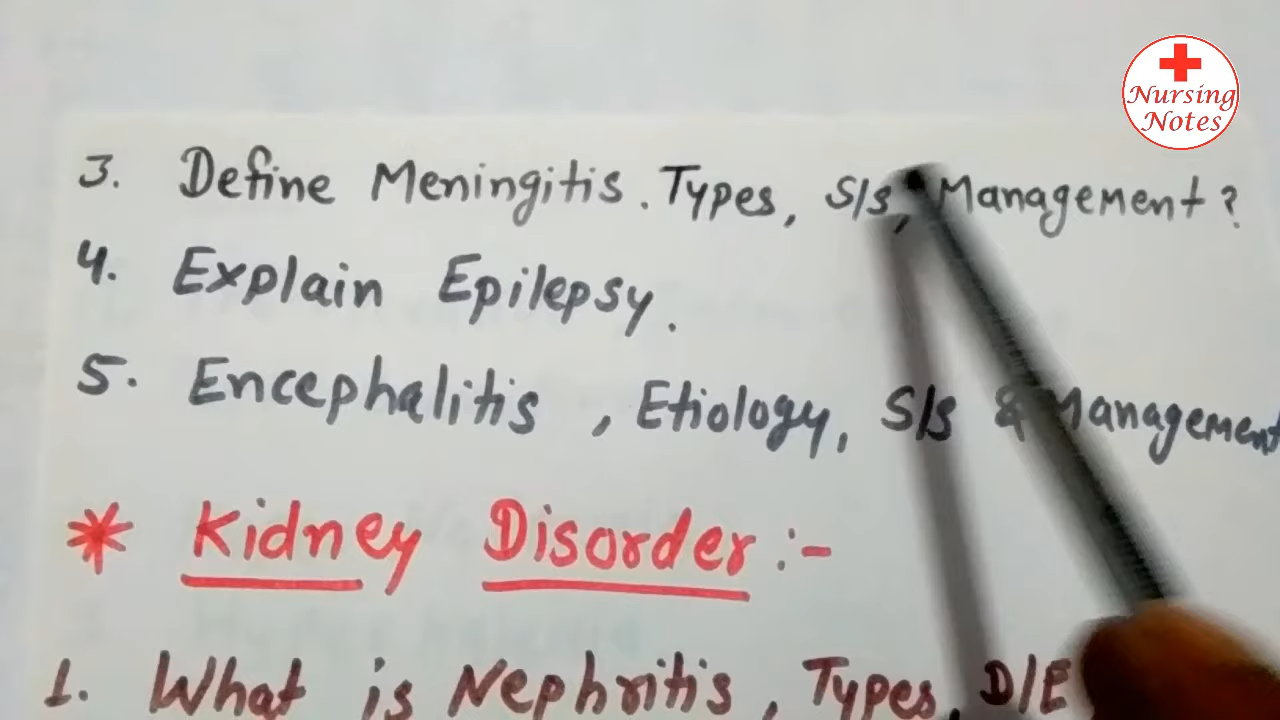 Nursing
Notes
3. Define Meningitis. Types, S/s, Management?
4. Explain Epilepsy.
5. Encephalitis, Etiology, S/s & Management
* Kidney Disorder :-
1. What is Nephritis, Types, D/E